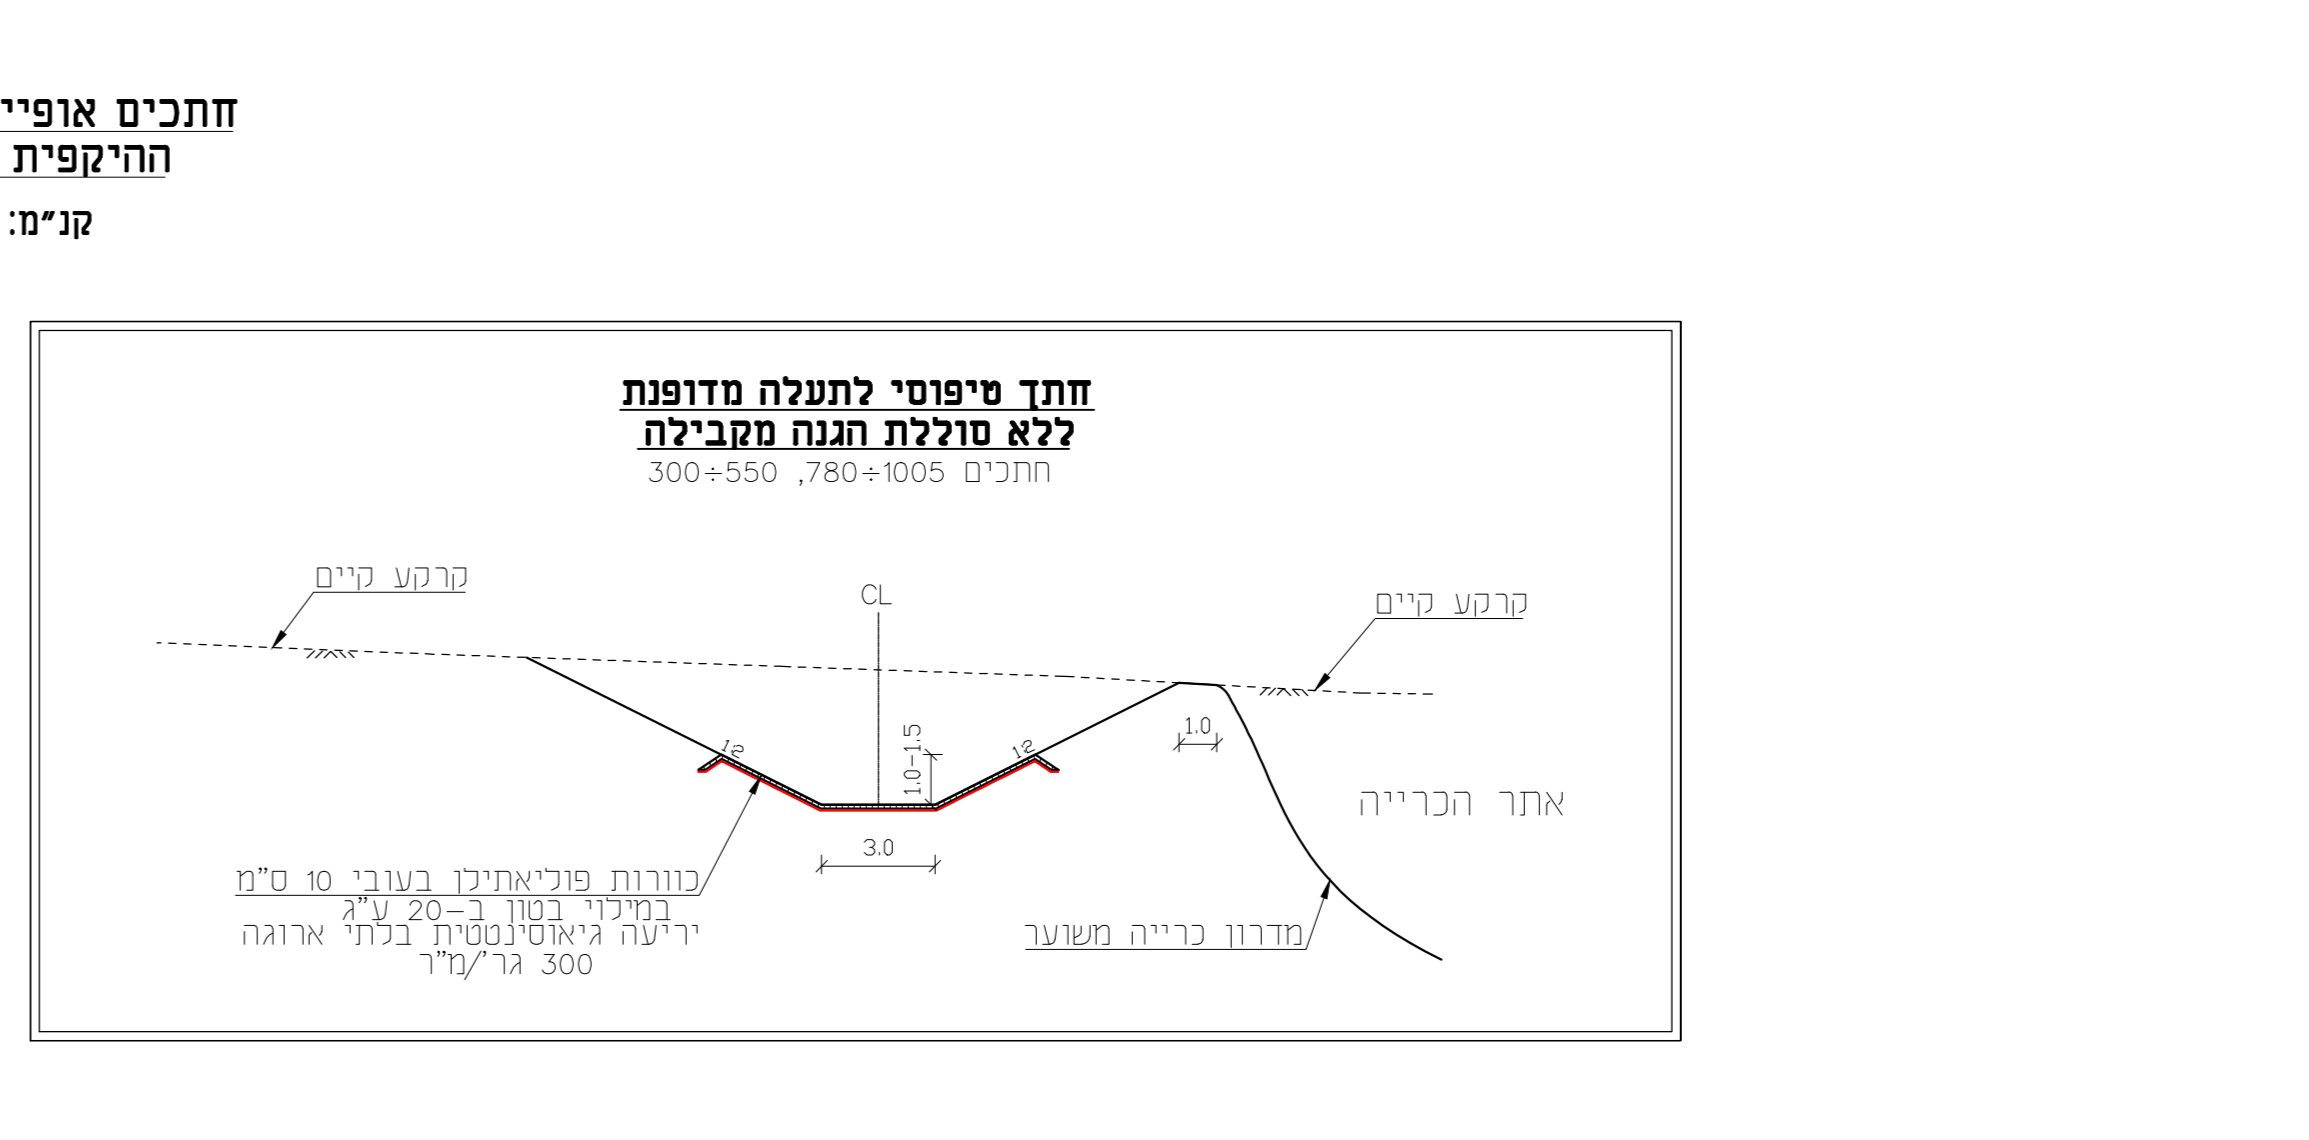 חתכים אופיי
ההיקפית
קנ"מ:
חתך טיפוסי לתעלה מדופנת
ללא סוללת הגנה מקבילה
חתכים 780÷1005, 300÷550
קרקע קיים
CL
קרקע קיים
1:2
1.0-1.5
1:2
1.0
אתר הכרייה
3.0
כוורות פוליאתילן בעובי 10 ס"מ
במילוי בטון ב-20 ע"ג
יריעה גיאוסינטטית בלתי ארוגה
300 גר'/מ"ר
מדרון כרייה משוער